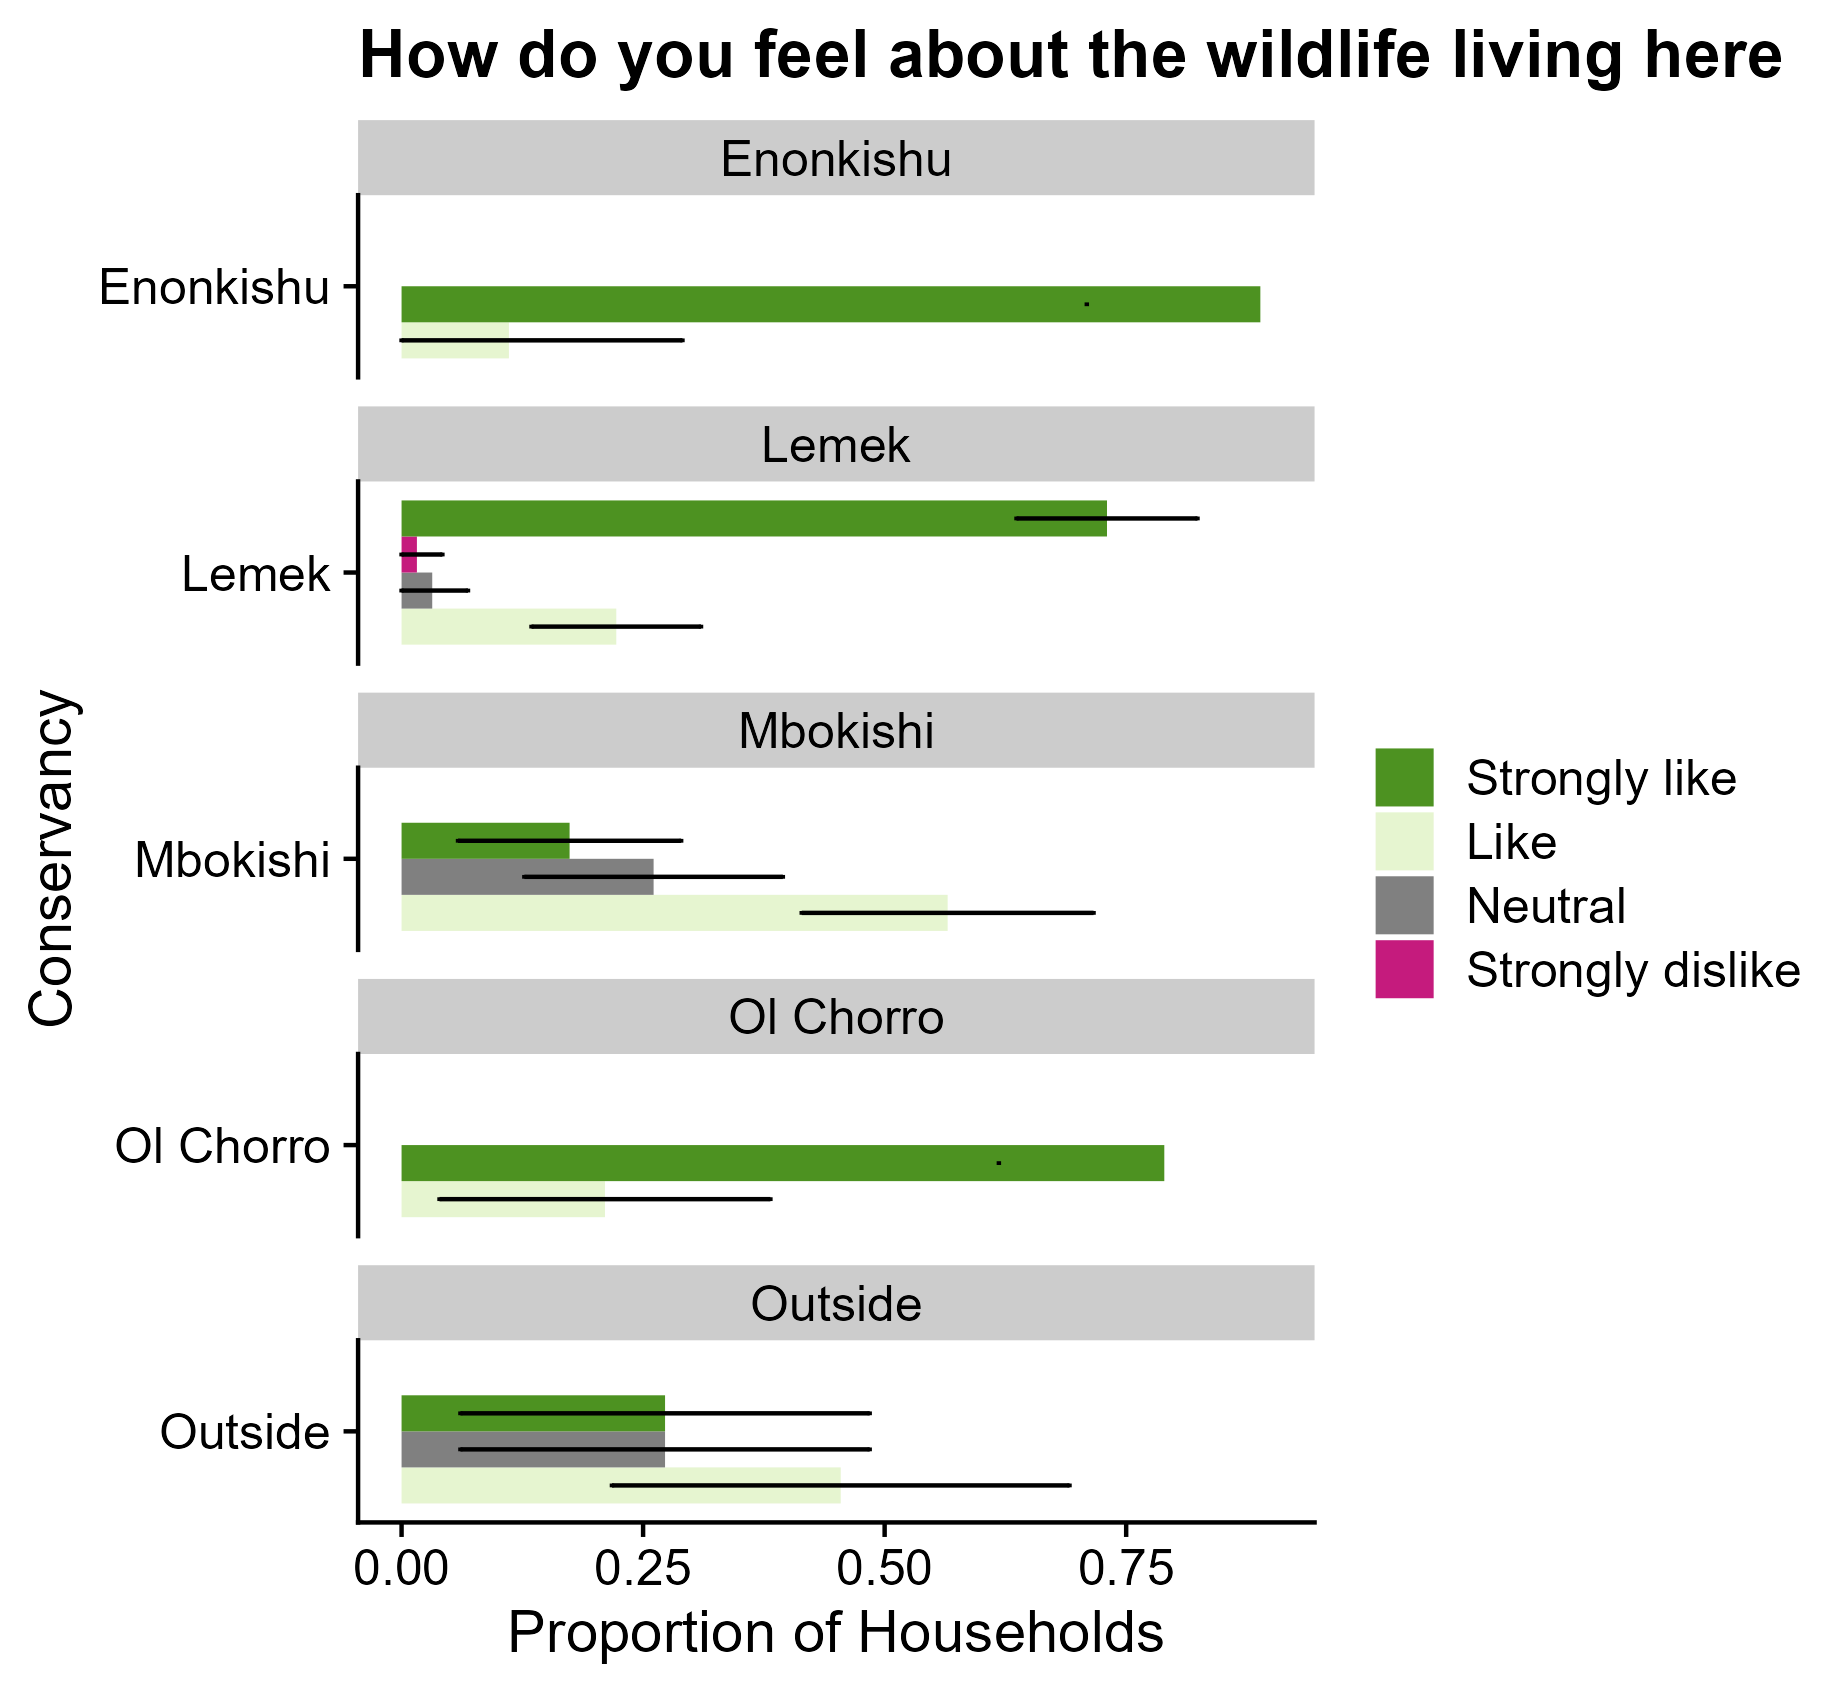 How do you feel about the wildlife living here
Enonkishu
Enonkishu
Lemek
Lemek
Mbokishi
Mbokishi
Ol Chorro
Ol Chorro
Outside
Outside
0.00 0.25 0.50 0.75
Proportion of Households
Conservancy
Strongly like
Like
Neutral
Strongly dislike